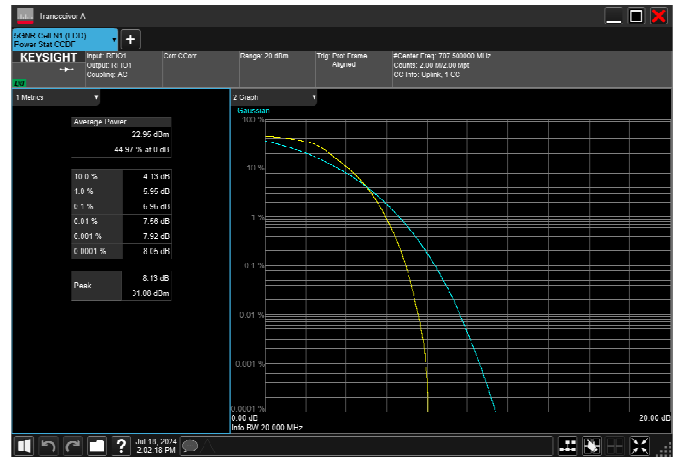 Transceiver A
5GNR Cell N1 (FDD)
Power Stat CCDF
+
KEYSIGHT
Input: RFIO1
Output: RFIO1
Coupling: AC
Corr CCorr
Range: 20 dBm
Trig: Prot Frame
Aligned
#Center Freq: 707.500000 MHz
Counts: 2.00 M/2.00 Mpt
CC Info: Uplink, 1 CC
1 Metrics
2 Graph
Average Power
22.95 dBm
44.97 % at 0 dB
10.0 % 4.13 dB
1.0 % 5.95 dB
0.1 % 6.96 dB
0.01 % 7.56 dB
0.001 % 7.92 dB
0.0001 % 8.05 dB
Peak
8.13 dB
31.08 dBm
Gaussian
100 %
10 %
1 %
0.1 %
0.01 %
0.001 %
0.0001 %
0.00 dB
20.00 dB
Info BW 20.000 MHz
?
Jul 18, 2024
2:02:18 PM